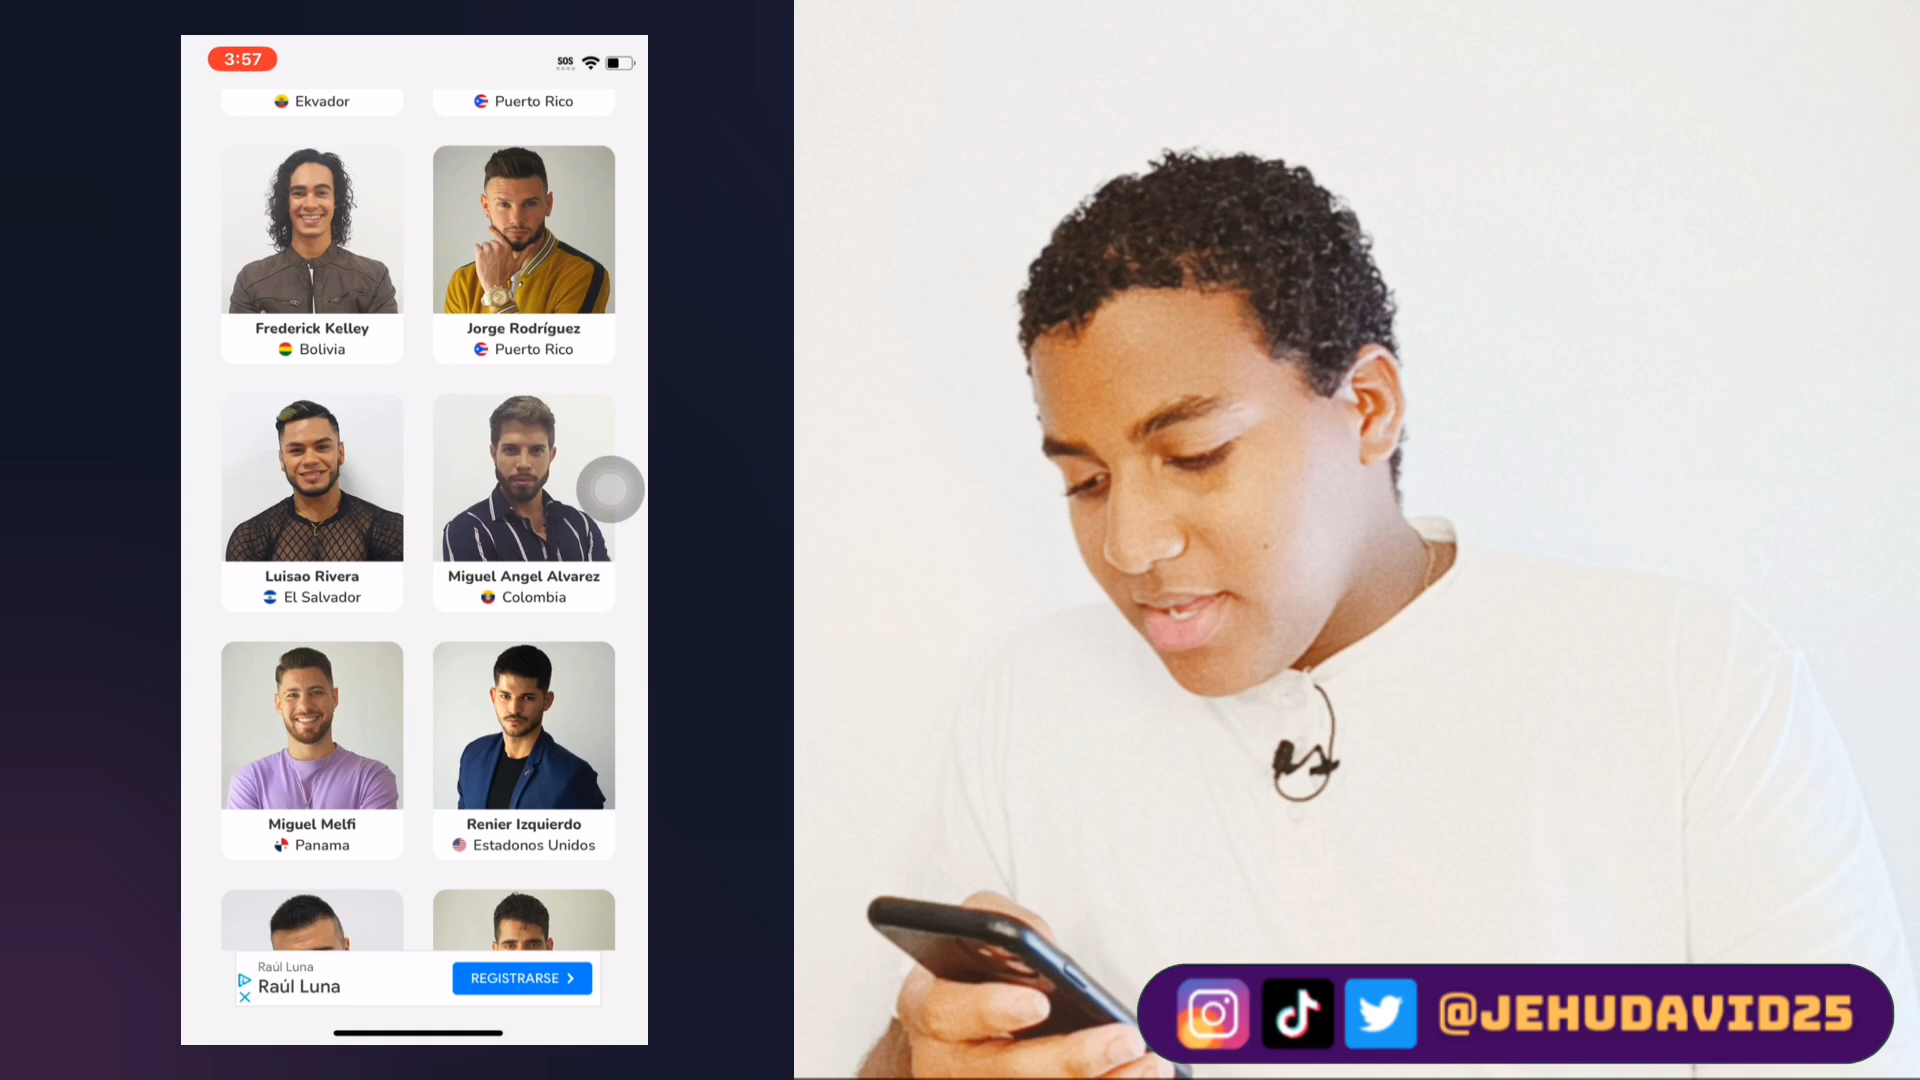 3:57
SOS
Ekvador
Puerto Rico
Frederick Kelley
Bolivia
Jorge Rodríguez
Puerto Rico
Luisao Rivera
El Salvador
Miguel Angel Alvarez
Colombia
Miguel Melfi
Panama
Renier Izquierdo
Estadonos Unidos
Raúl Luna
Raúl Luna
REGISTRARSE
@JEHUDAVID25